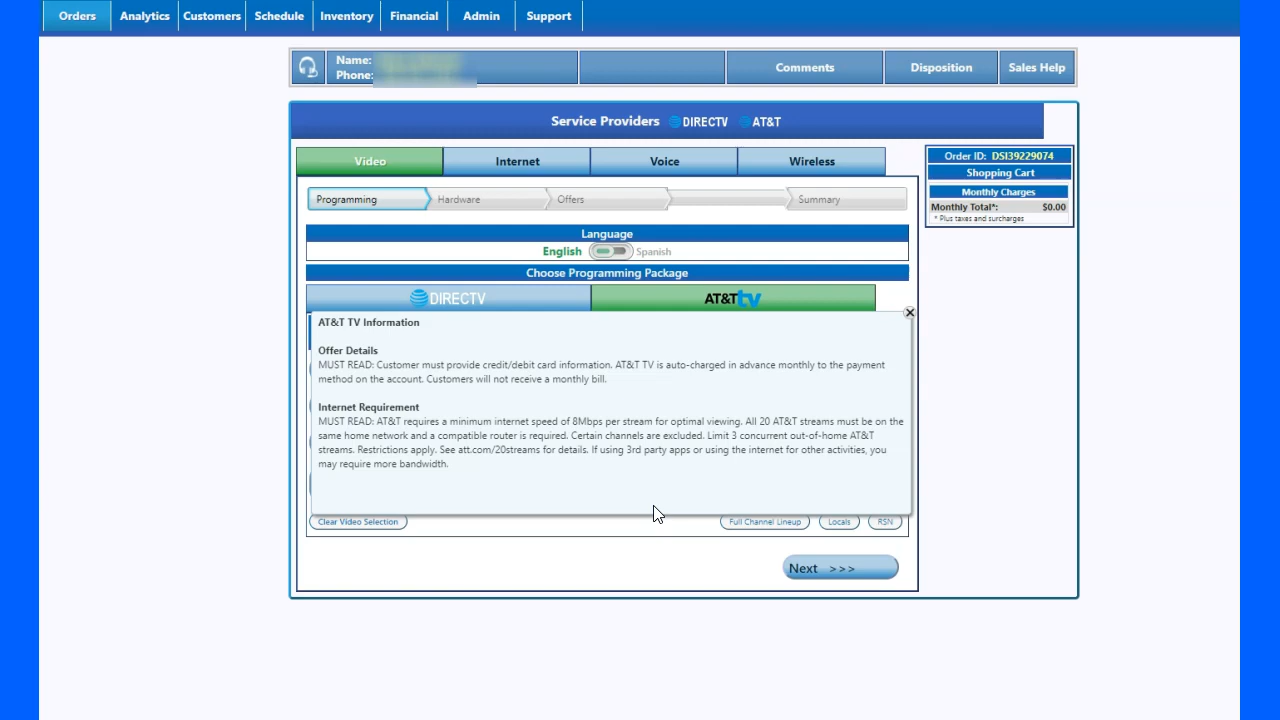 Orders Analytics Customers Schedule Inventory Financial Admin Support
Name:
Phone:
Comments Disposition Sales Help
Service Providers DIRECTV AT&T
Video Internet Voice Wireless
Order ID: DSI39229074
Shopping Cart
Monthly Charges
Monthly Total*: $0.00
* Plus taxes and surcharges
Programming Hardware Offers Summary
Language
English Spanish
Choose Programming Package
DIRECTV AT&T tv
AT&T TV Information
Offer Details
MUST READ: Customer must provide credit/debit card information. AT&T TV is auto-charged in advance monthly to the payment
method on the account. Customers will not receive a monthly bill.
Internet Requirement
MUST READ: AT&T requires a minimum internet speed of 8Mbps per stream for optimal viewing. All 20 AT&T streams must be on the
same home network and a compatible router is required. Certain channels are excluded. Limit 3 concurrent out-of-home AT&T
streams. Restrictions apply. See att.com/20streams for details. If using 3rd party apps or using the internet for other activities, you
may require more bandwidth.
Clear Video Selection Full Channel Lineup Locals RSN
Next >>>